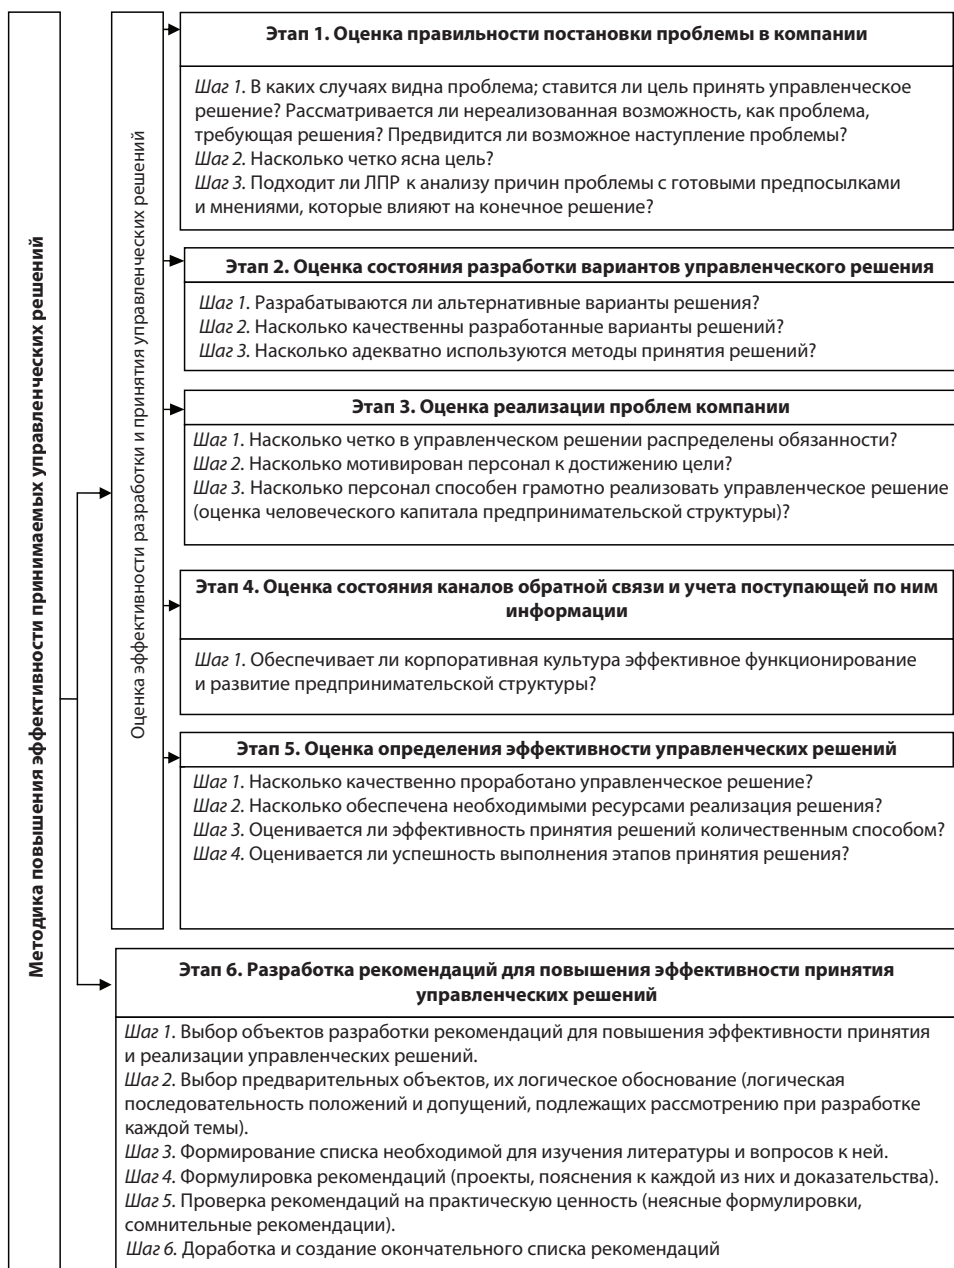 Методика повышения эффективности принимаемых управленческих решений
Оценка эффективности разработки и принятия управленческих решений
Этап 1. Оценка правильности постановки проблемы в компании
Шаг 1. В каких случаях видна проблема; ставится ли цель принять управленческое
решение? Рассматривается ли нереализованная возможность, как проблема,
требующая решения? Предвидится ли возможное наступление проблемы?
Шаг 2. Насколько четко ясна цель?
Шаг 3. Подходит ли ЛПР к анализу причин проблемы с готовыми предпосылками
и мнениями, которые влияют на конечное решение?
Этап 2. Оценка состояния разработки вариантов управленческого решения
Шаг 1. Разрабатываются ли альтернативные варианты решения?
Шаг 2. Насколько качественны разработанные варианты решений?
Шаг 3. Насколько адекватно используются методы принятия решений?
Этап 3. Оценка реализации проблем компании
Шаг 1. Насколько четко в управленческом решении распределены обязанности?
Шаг 2. Насколько мотивирован персонал к достижению цели?
Шаг 3. Насколько персонал способен грамотно реализовать управленческое решение
(оценка человеческого капитала предпринимательской структуры)?
Этап 4. Оценка состояния каналов обратной связи и учета поступающей по ним
информации
Шаг 1. Обеспечивает ли корпоративная культура эффективное функционирование
и развитие предпринимательской структуры?
Этап 5. Оценка определения эффективности управленческих решений
Шаг 1. Насколько качественно проработано управленческое решение?
Шаг 2. Насколько обеспечена необходимыми ресурсами реализация решения?
Шаг 3. Оценивается ли эффективность принятия решений количественным способом?
Шаг 4. Оценивается ли успешность выполнения этапов принятия решения?
Этап 6. Разработка рекомендаций для повышения эффективности принятия
управленческих решений
Шаг 1. Выбор объектов разработки рекомендаций для повышения эффективности принятия
и реализации управленческих решений.
Шаг 2. Выбор предварительных объектов, их логическое обоснование (логическая
последовательность положений и допущений, подлежащих рассмотрению при разработке
каждой темы).
Шаг 3. Формирование списка необходимой для изучения литературы и вопросов к ней.
Шаг 4. Формулировка рекомендаций (проекты, пояснения к каждой из них и доказательства).
Шаг 5. Проверка рекомендаций на практическую ценность (неясные формулировки,
сомнительные рекомендации).
Шаг 6. Доработка и создание окончательного списка рекомендаций